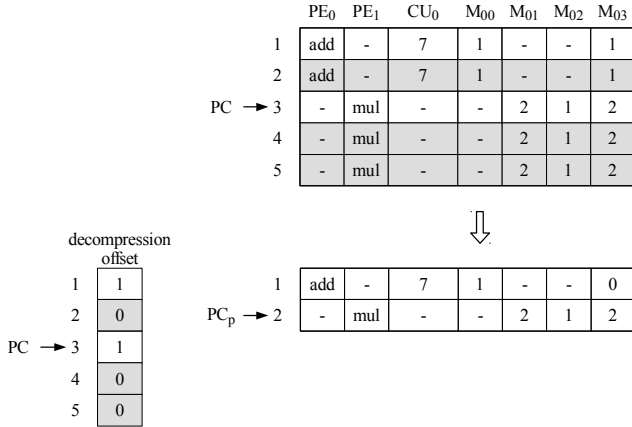 PE0 PE1 CU0 M00 M01 M02 M03
1 add - 7 1 - - 1
2 add - 7 1 - - 1
PC 3 - mul - - 2 1 2
4 - mul - - 2 1 2
5 - mul - - 2 1 2
decompression
offset
1 1
2 0
PC 3 1
4 0
5 0
1 add - 7 1 - - 0
PCp 2 - mul - - 2 1 2